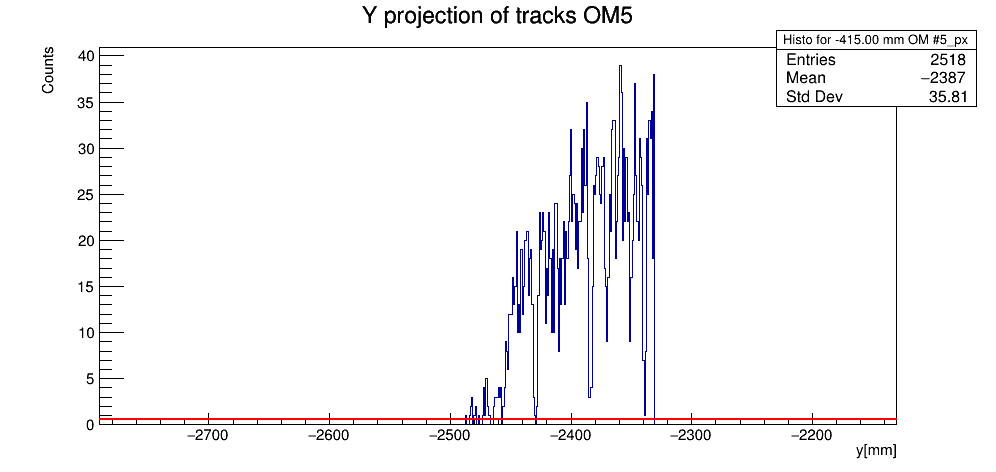 Y projection of tracks OM5
Histo for -415.00 mm OM #5_px
Entries 2518
Mean −2387
Std Dev 35.81
Counts
40
35
30
25
20
15
10
5
0
−2700 −2600 −2500 −2400 −2300 −2200
y[mm]